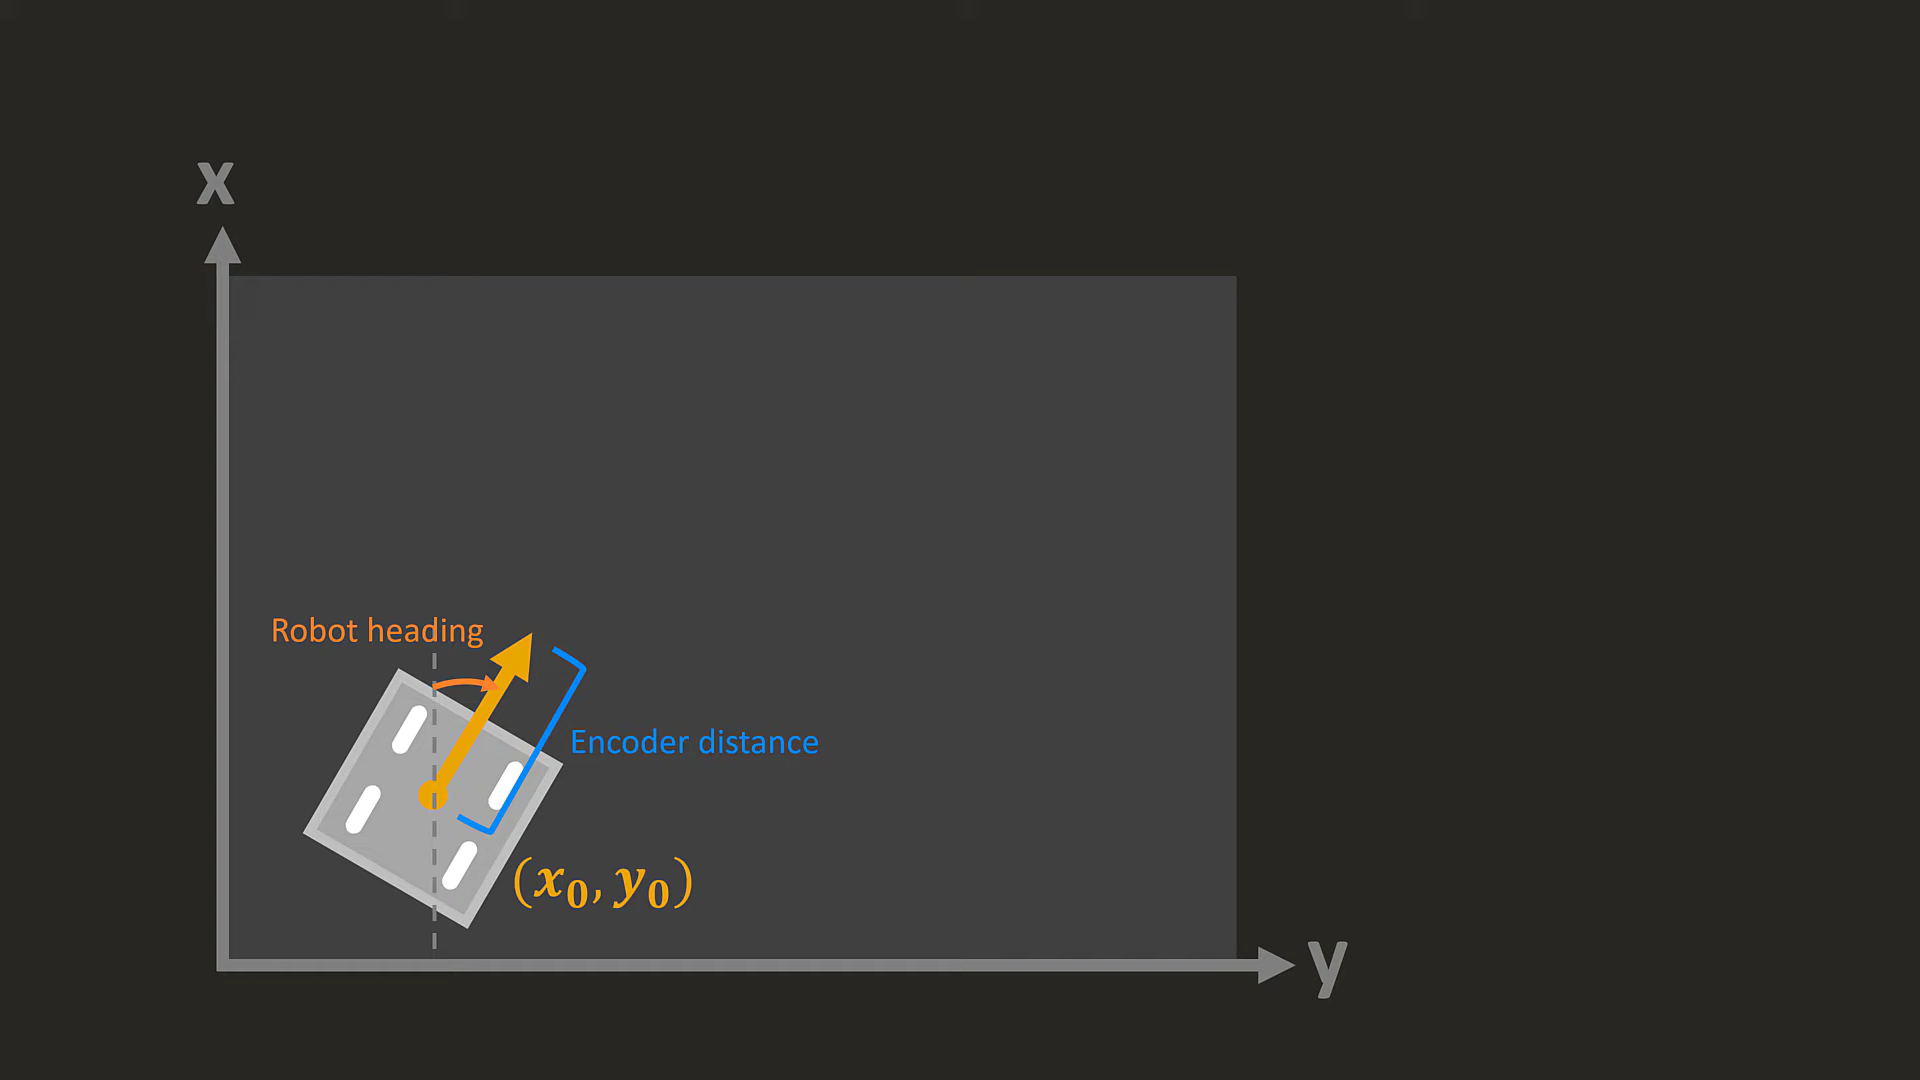 x
Robot heading
Encoder distance
(x₀, y₀)
y